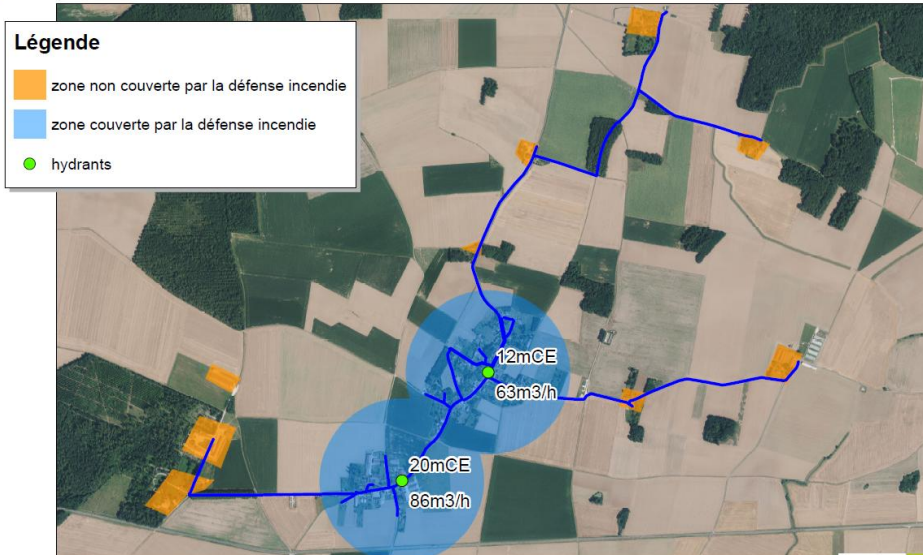 Légende
zone non couverte par la défense incendie
zone couverte par la défense incendie
hydrants
12mCE
63m3/h
20mCE
86m3/h